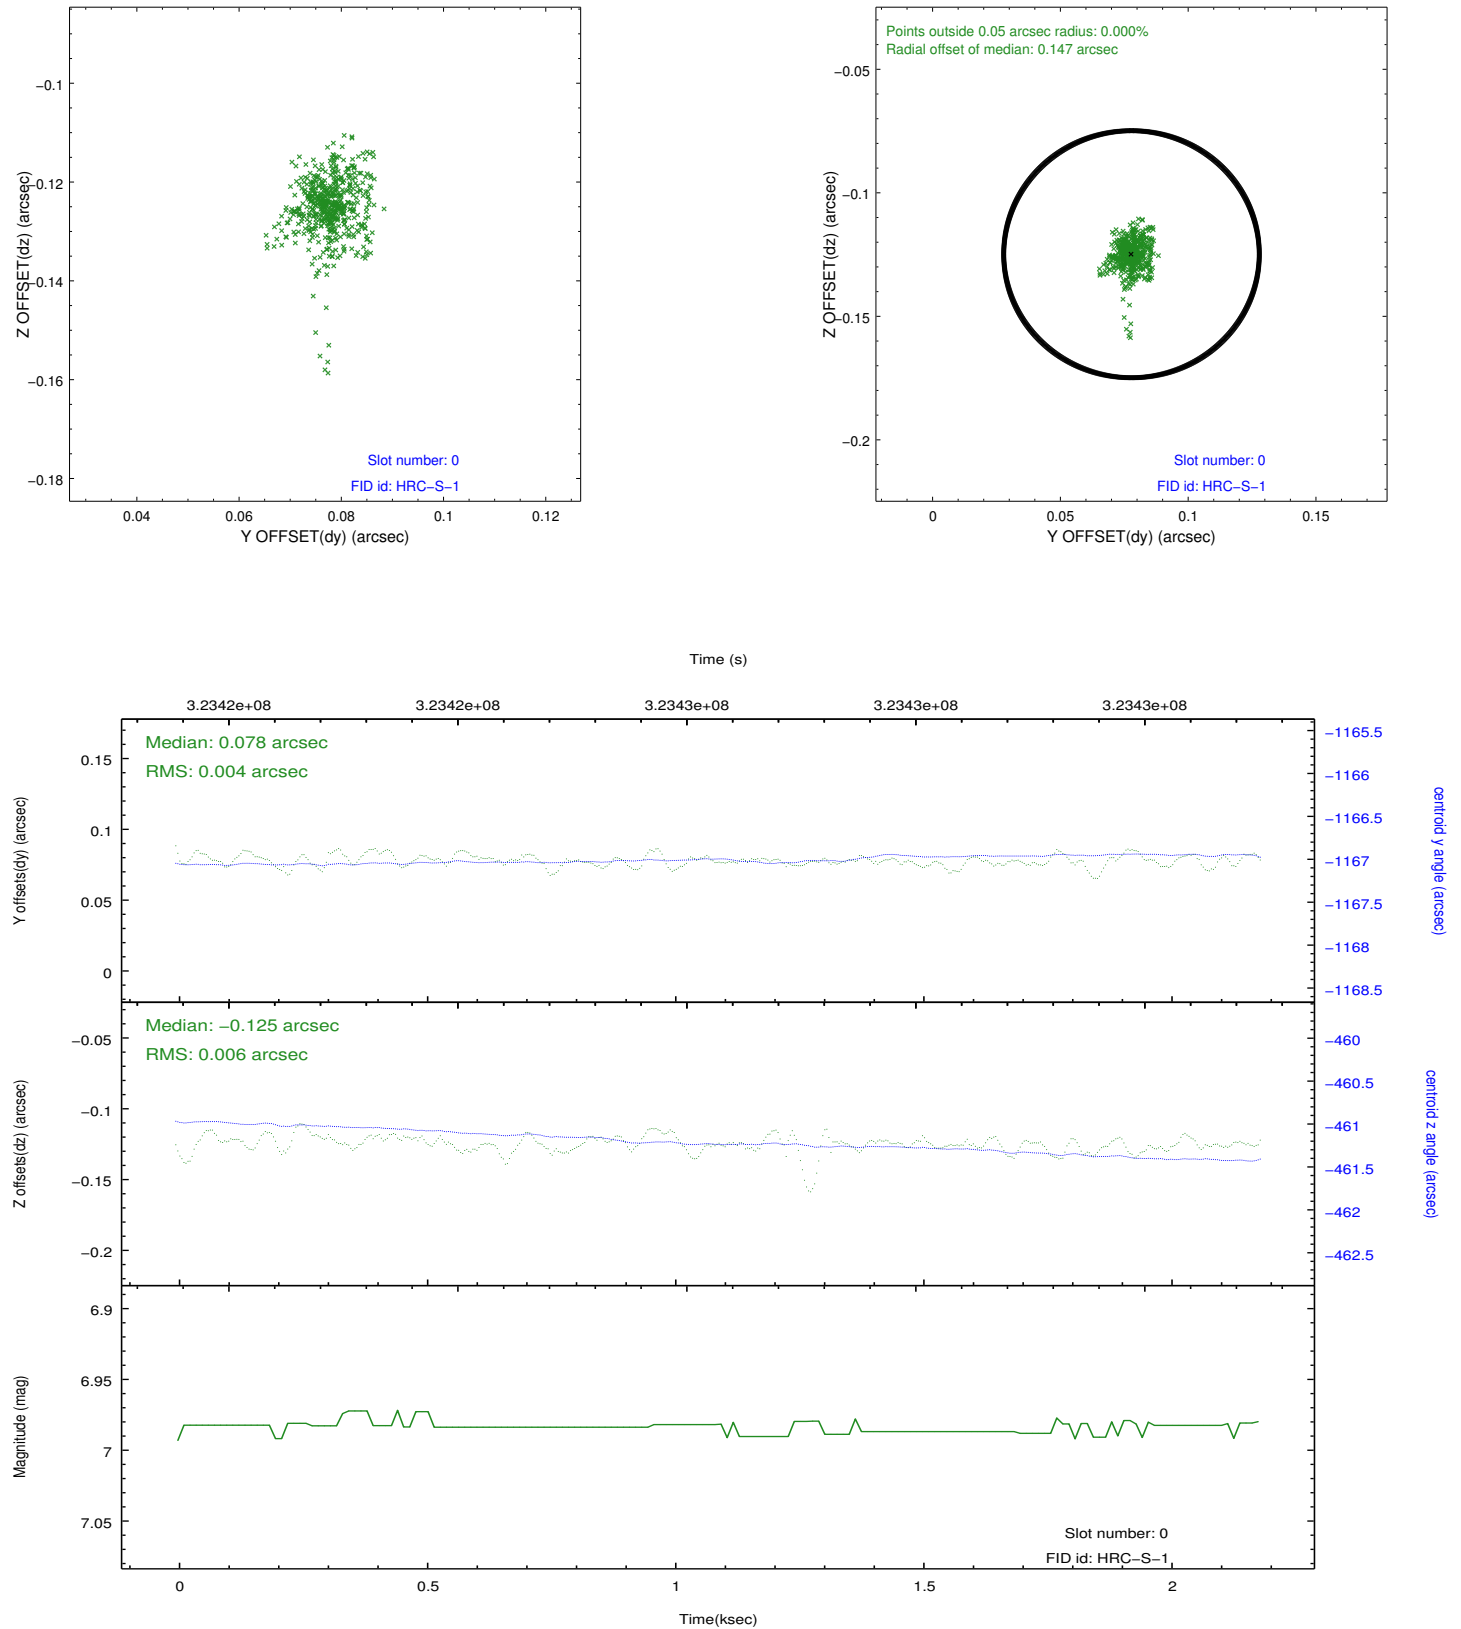 −0.1
−0.12
−0.14
−0.16
−0.18
Z OFFSET(dz) (arcsec)
Slot number: 0
FID id: HRC−S−1
0.04 0.06 0.08 0.1 0.12
Y OFFSET(dy) (arcsec)
Points outside 0.05 arcsec radius: 0.000%
Radial offset of median: 0.147 arcsec
−0.05
−0.1
−0.15
−0.2
Z OFFSET(dz) (arcsec)
Slot number: 0
FID id: HRC−S−1
0 0.05 0.1 0.15
Y OFFSET(dy) (arcsec)
Time (s)
3.2342e+08 3.2342e+08 3.2343e+08 3.2343e+08 3.2343e+08
Median: 0.078 arcsec
RMS: 0.004 arcsec
0.15
0.1
0.05
0
Y offsets(dy) (arcsec)
−1165.5
−1166
−1166.5
−1167
−1167.5
−1168
−1168.5
centroid y angle (arcsec)
Median: −0.125 arcsec
RMS: 0.006 arcsec
−0.05
−0.1
−0.15
−0.2
Z offsets(dz) (arcsec)
−460
−460.5
−461
−461.5
−462
−462.5
centroid z angle (arcsec)
6.9
6.95
7
7.05
Magnitude (mag)
Slot number: 0
FID id: HRC−S−1
0 0.5 1 1.5 2
Time(ksec)